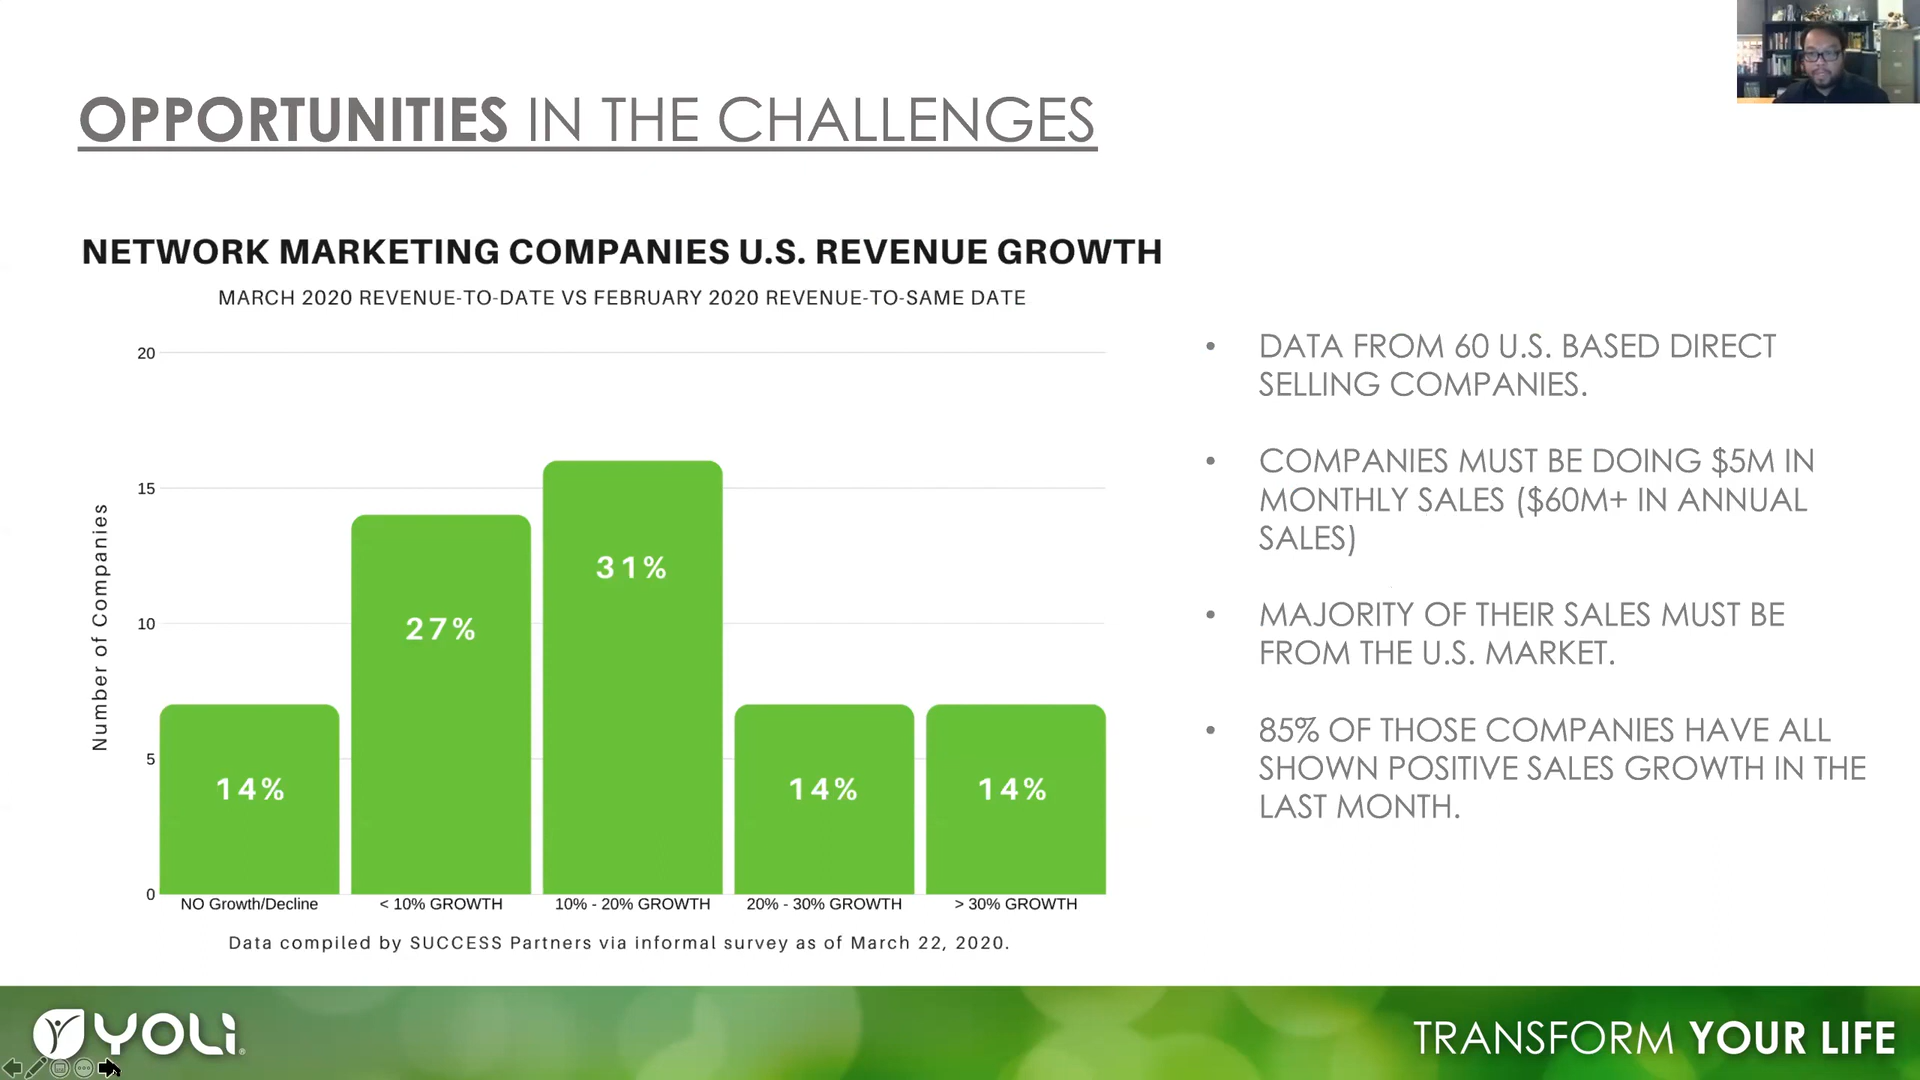 OPPORTUNITIES IN THE CHALLENGES
NETWORK MARKETING COMPANIES U.S. REVENUE GROWTH
MARCH 2020 REVENUE-TO-DATE VS FEBRUARY 2020 REVENUE-TO-SAME DATE
Number of Companies
20
15
10
5
0
14%
27%
31%
14%
14%
NO Growth/Decline
< 10% GROWTH
10% - 20% GROWTH
20% - 30% GROWTH
> 30% GROWTH
Data compiled by SUCCESS Partners via informal survey as of March 22, 2020.
• DATA FROM 60 U.S. BASED DIRECT
SELLING COMPANIES.
• COMPANIES MUST BE DOING $5M IN
MONTHLY SALES ($60M+ IN ANNUAL
SALES)
• MAJORITY OF THEIR SALES MUST BE
FROM THE U.S. MARKET.
• 85% OF THOSE COMPANIES HAVE ALL
SHOWN POSITIVE SALES GROWTH IN THE
LAST MONTH.
YOLi®
TRANSFORM YOUR LIFE